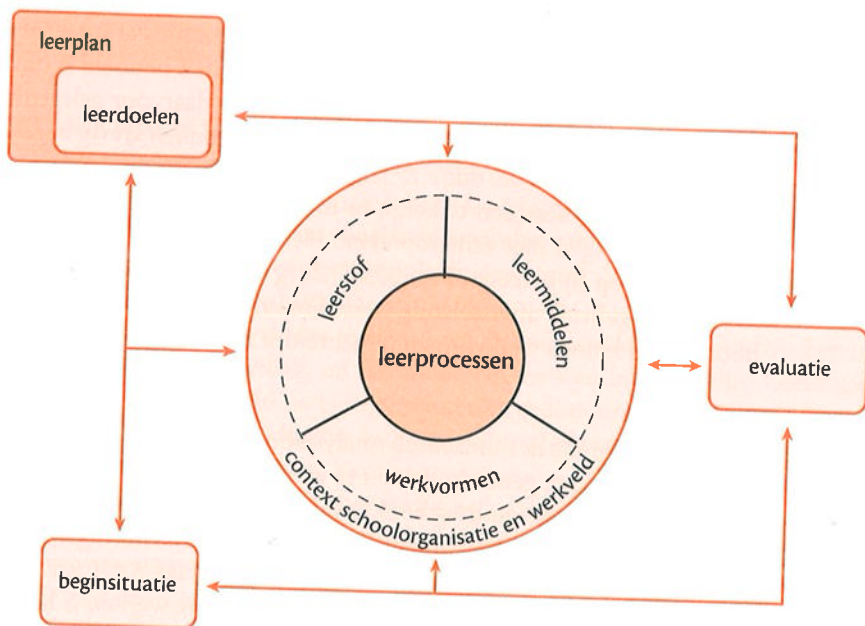 leerplan
leerdoelen
leerstof
leermiddelen
leerprocessen
werkvormen
context schoolorganisatie en werkveld
evaluatie
beginsituatie